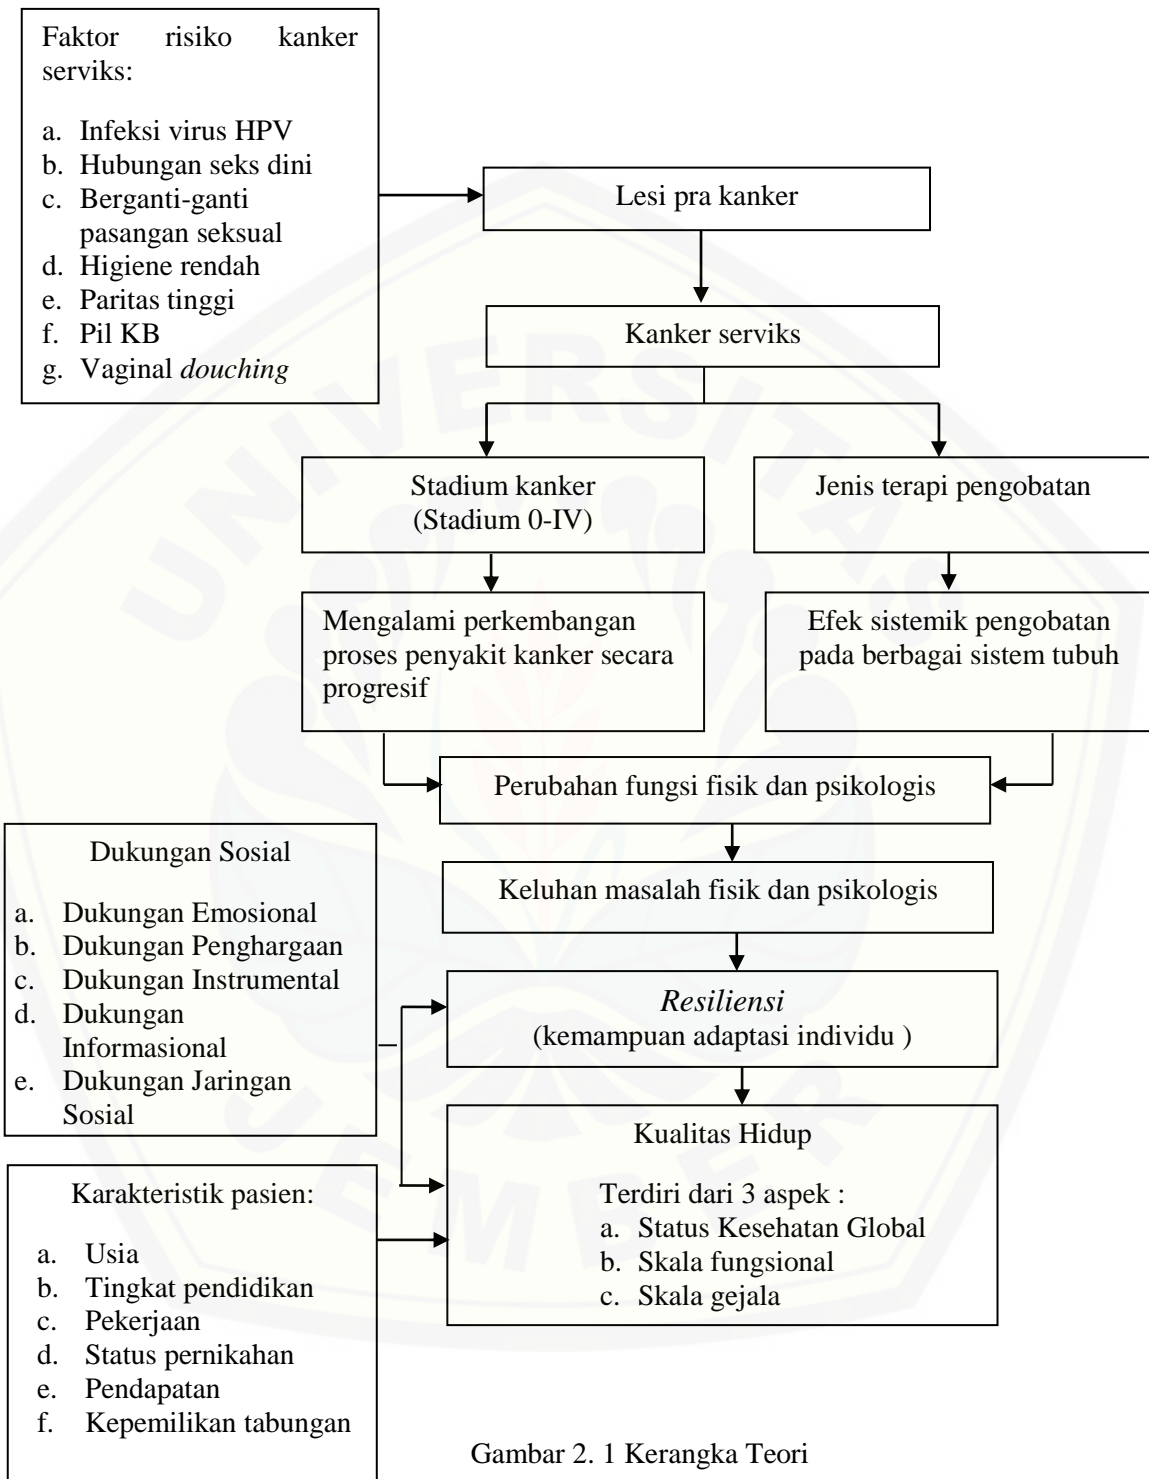 Faktor risiko kanker
serviks:
a. Infeksi virus HPV
b. Hubungan seks dini
c. Berganti-ganti
pasangan seksual
d. Higiene rendah
e. Paritas tinggi
f. Pil KB
g. Vaginal douching
Lesi pra kanker
Kanker serviks
Stadium kanker
(Stadium 0-IV)
Jenis terapi pengobatan
Mengalami perkembangan
proses penyakit kanker secara
progresif
Efek sistemik pengobatan
pada berbagai sistem tubuh
Perubahan fungsi fisik dan psikologis
Keluhan masalah fisik dan psikologis
Dukungan Sosial
a. Dukungan Emosional
b. Dukungan Penghargaan
c. Dukungan Instrumental
d. Dukungan
Informasional
e. Dukungan Jaringan
Sosial
Resiliensi
(kemampuan adaptasi individu )
Kualitas Hidup
Terdiri dari 3 aspek :
a. Status Kesehatan Global
b. Skala fungsional
c. Skala gejala
Karakteristik pasien:
a. Usia
b. Tingkat pendidikan
c. Pekerjaan
d. Status pernikahan
e. Pendapatan
f. Kepemilikan tabungan
Gambar 2. 1 Kerangka Teori
UNIVERSITAS
JEMBER